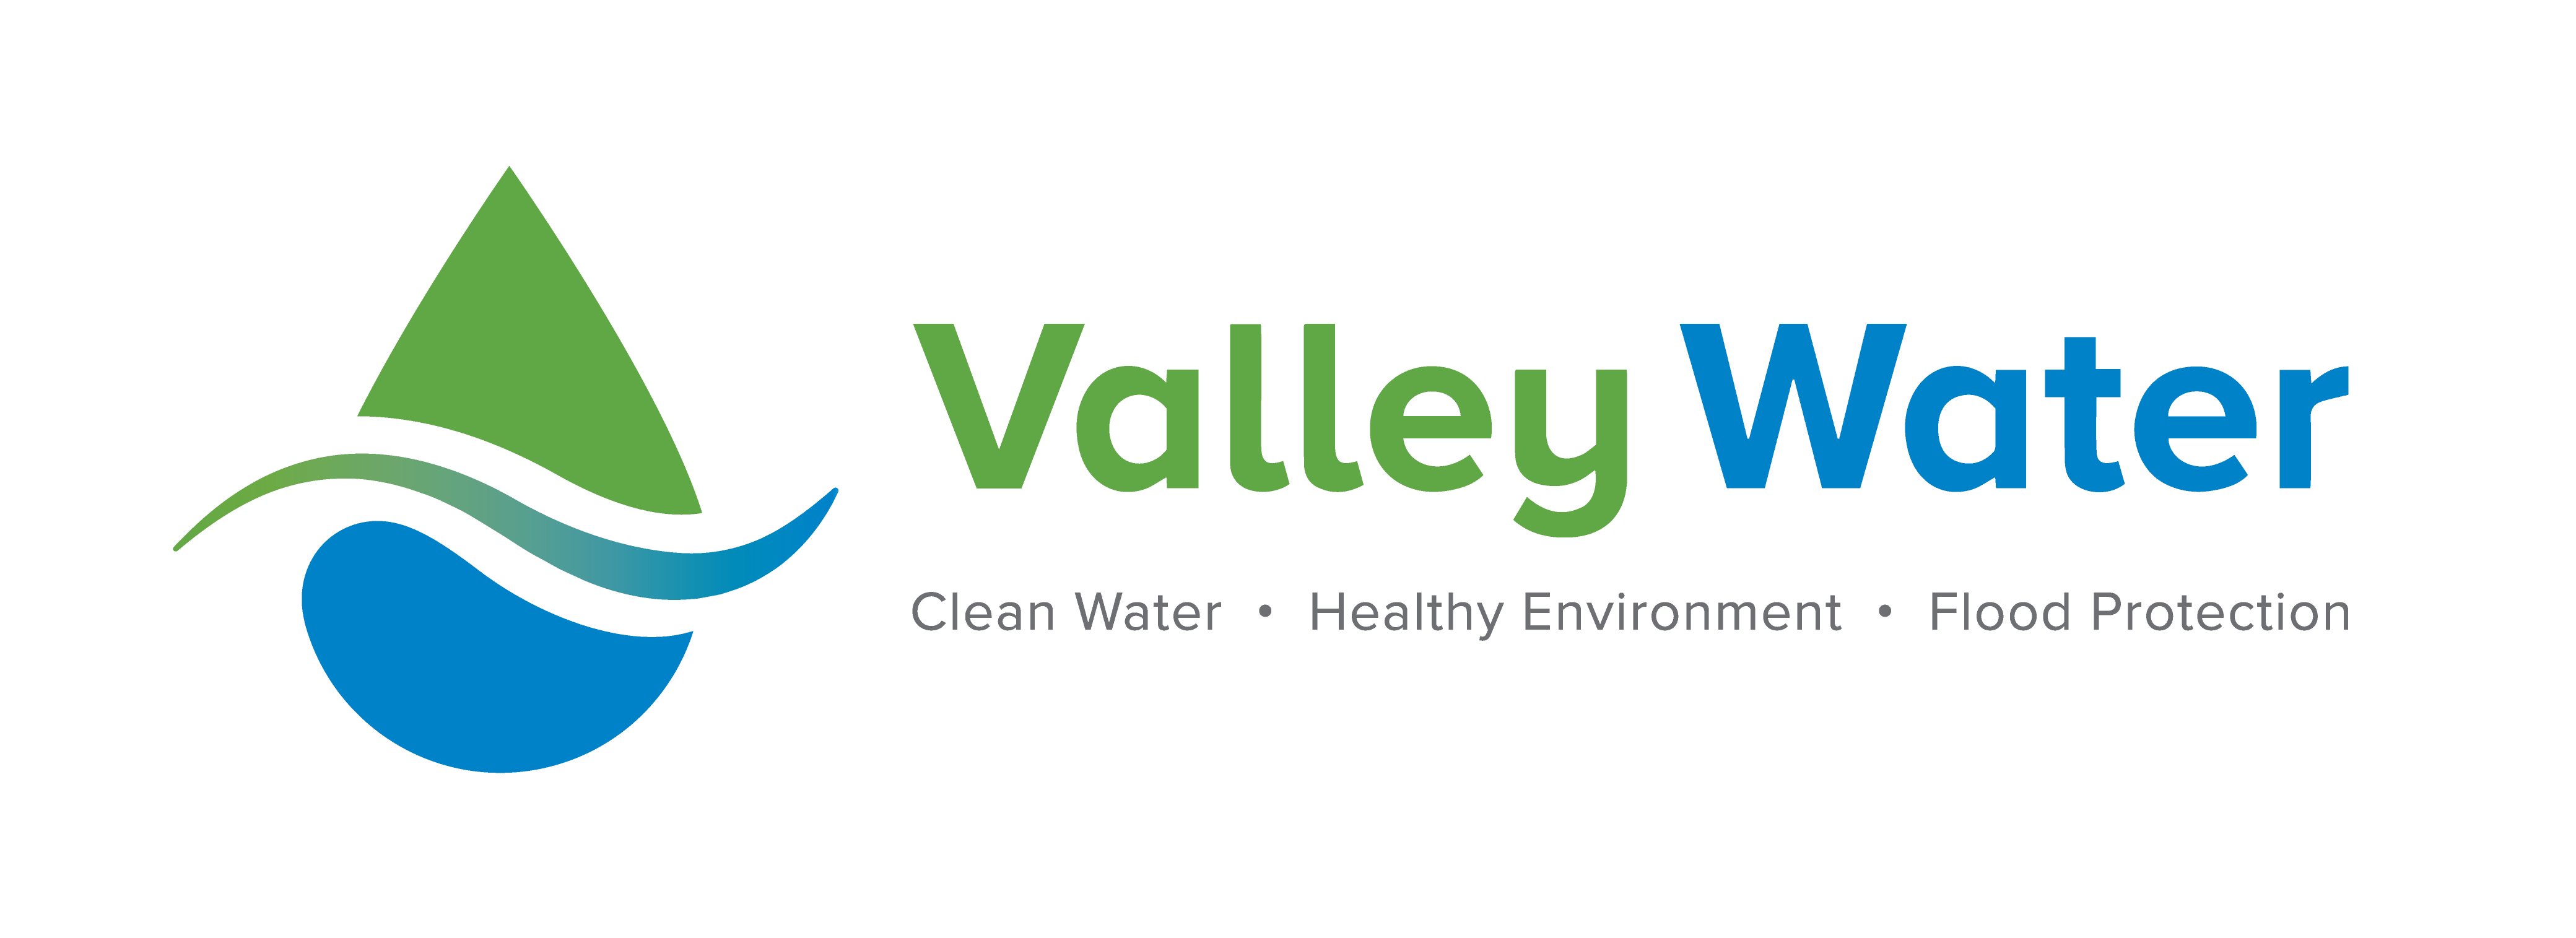 Valley Water
Clean Water • Healthy Environment • Flood Protection